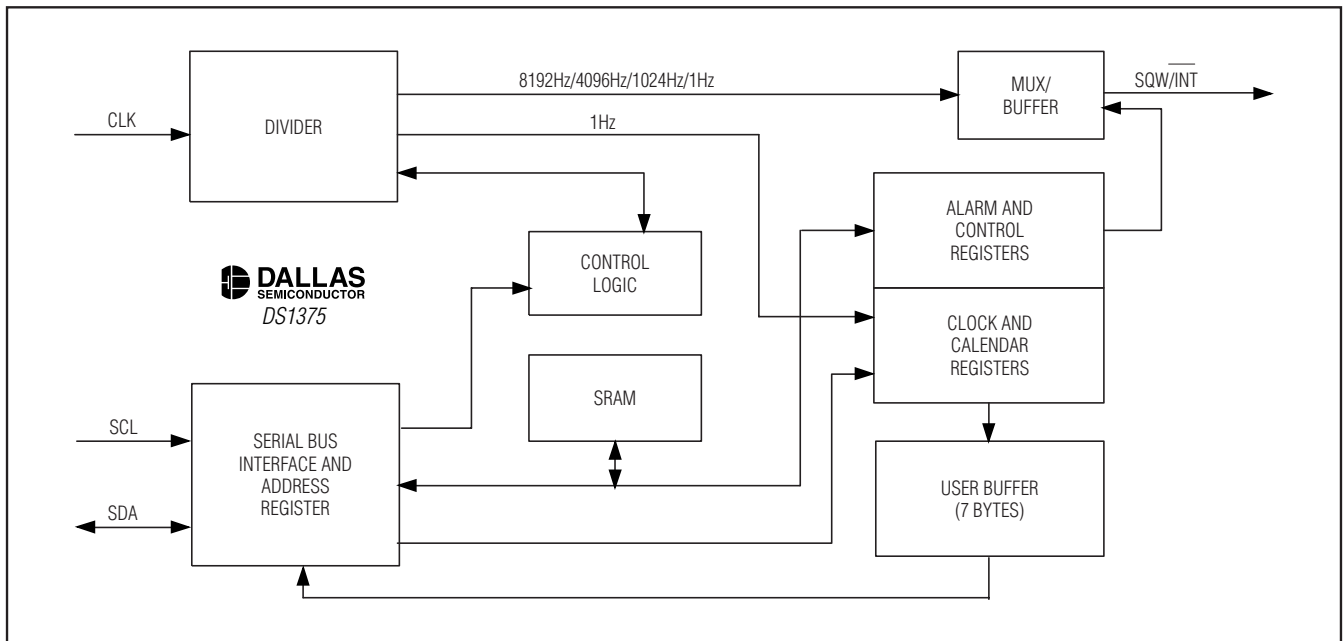 8192Hz/4096Hz/1024Hz/1Hz
MUX/
BUFFER
SQW/I̅N̅T̅
CLK
DIVIDER
1Hz
ALARM AND
CONTROL
REGISTERS
CONTROL
LOGIC
DALLAS
SEMICONDUCTOR
DS1375
CLOCK AND
CALENDAR
REGISTERS
SRAM
SCL
SERIAL BUS
INTERFACE AND
ADDRESS
REGISTER
SDA
USER BUFFER
(7 BYTES)